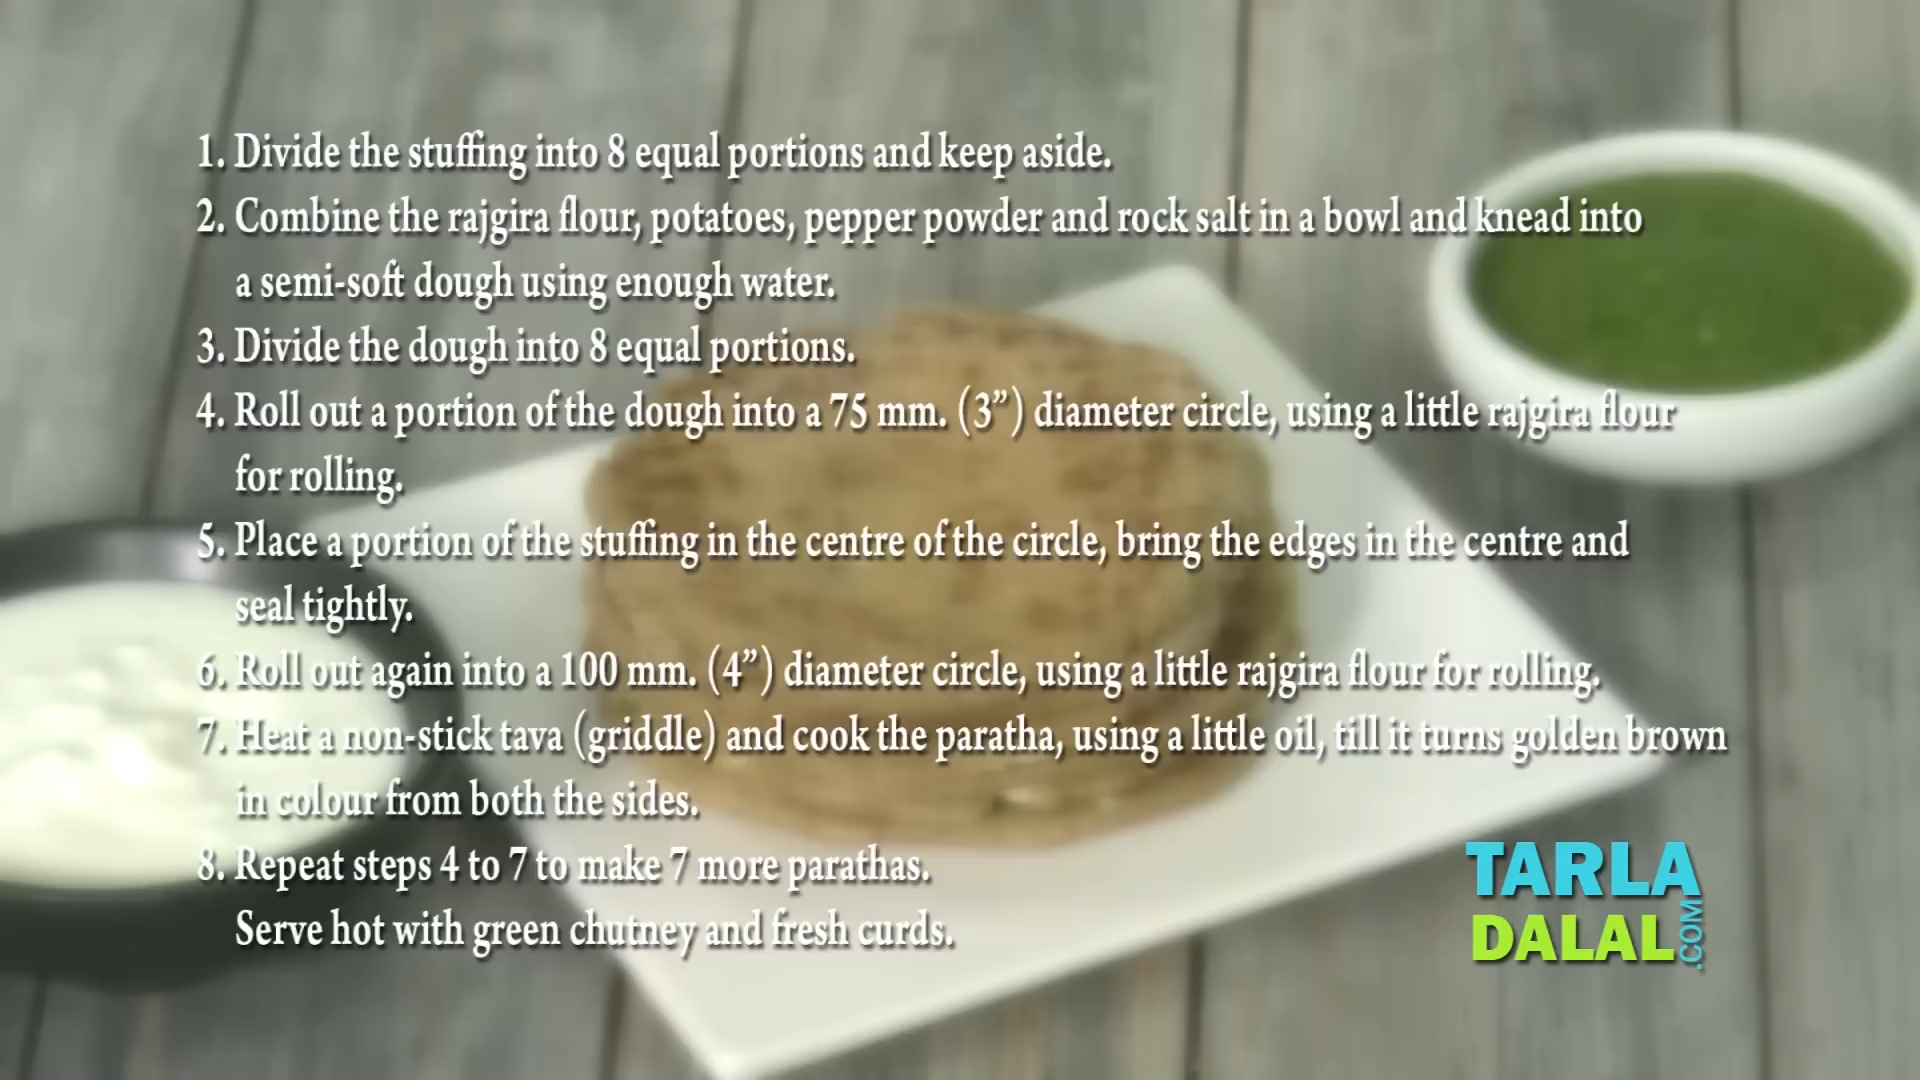 1. Divide the stuffing into 8 equal portions and keep aside.
2. Combine the rajgira flour, potatoes, pepper powder and rock salt in a bowl and knead into
a semi-soft dough using enough water.
3. Divide the dough into 8 equal portions.
4. Roll out a portion of the dough into a 75 mm. (3”) diameter circle, using a little rajgira flour
for rolling.
5. Place a portion of the stuffing in the centre of the circle, bring the edges in the centre and
seal tightly.
6. Roll out again into a 100 mm. (4”) diameter circle, using a little rajgira flour for rolling.
7. Heat a non-stick tava (griddle) and cook the paratha, using a little oil, till it turns golden brown
in colour from both the sides.
8. Repeat steps 4 to 7 to make 7 more parathas.
Serve hot with green chutney and fresh curds.
TARLA
DALAL
.COM